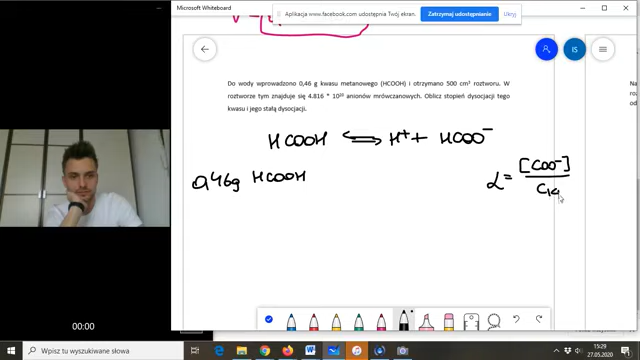 Microsoft Whiteboard
Aplikacja www.facebook.com udostępnia Twój ekran.
Zatrzymaj udostępnianie
Ukryj
IS
Do wody wprowadzono 0,46 g kwasu metanowego (HCOOH) i otrzymano 500 cm³ roztworu. W
roztworze tym znajduje się 4.816 * 10²⁰ anionów mrówczanowych. Oblicz stopień dysocjacji tego
kwasu i jego stałą dysocjacji.
HCOOH ⇌ H⁺ + HCOO⁻
0,46g HCOOH
α = [COO⁻]
00:00
Wpisz tu wyszukiwane słowa
15:29
27.05.2020